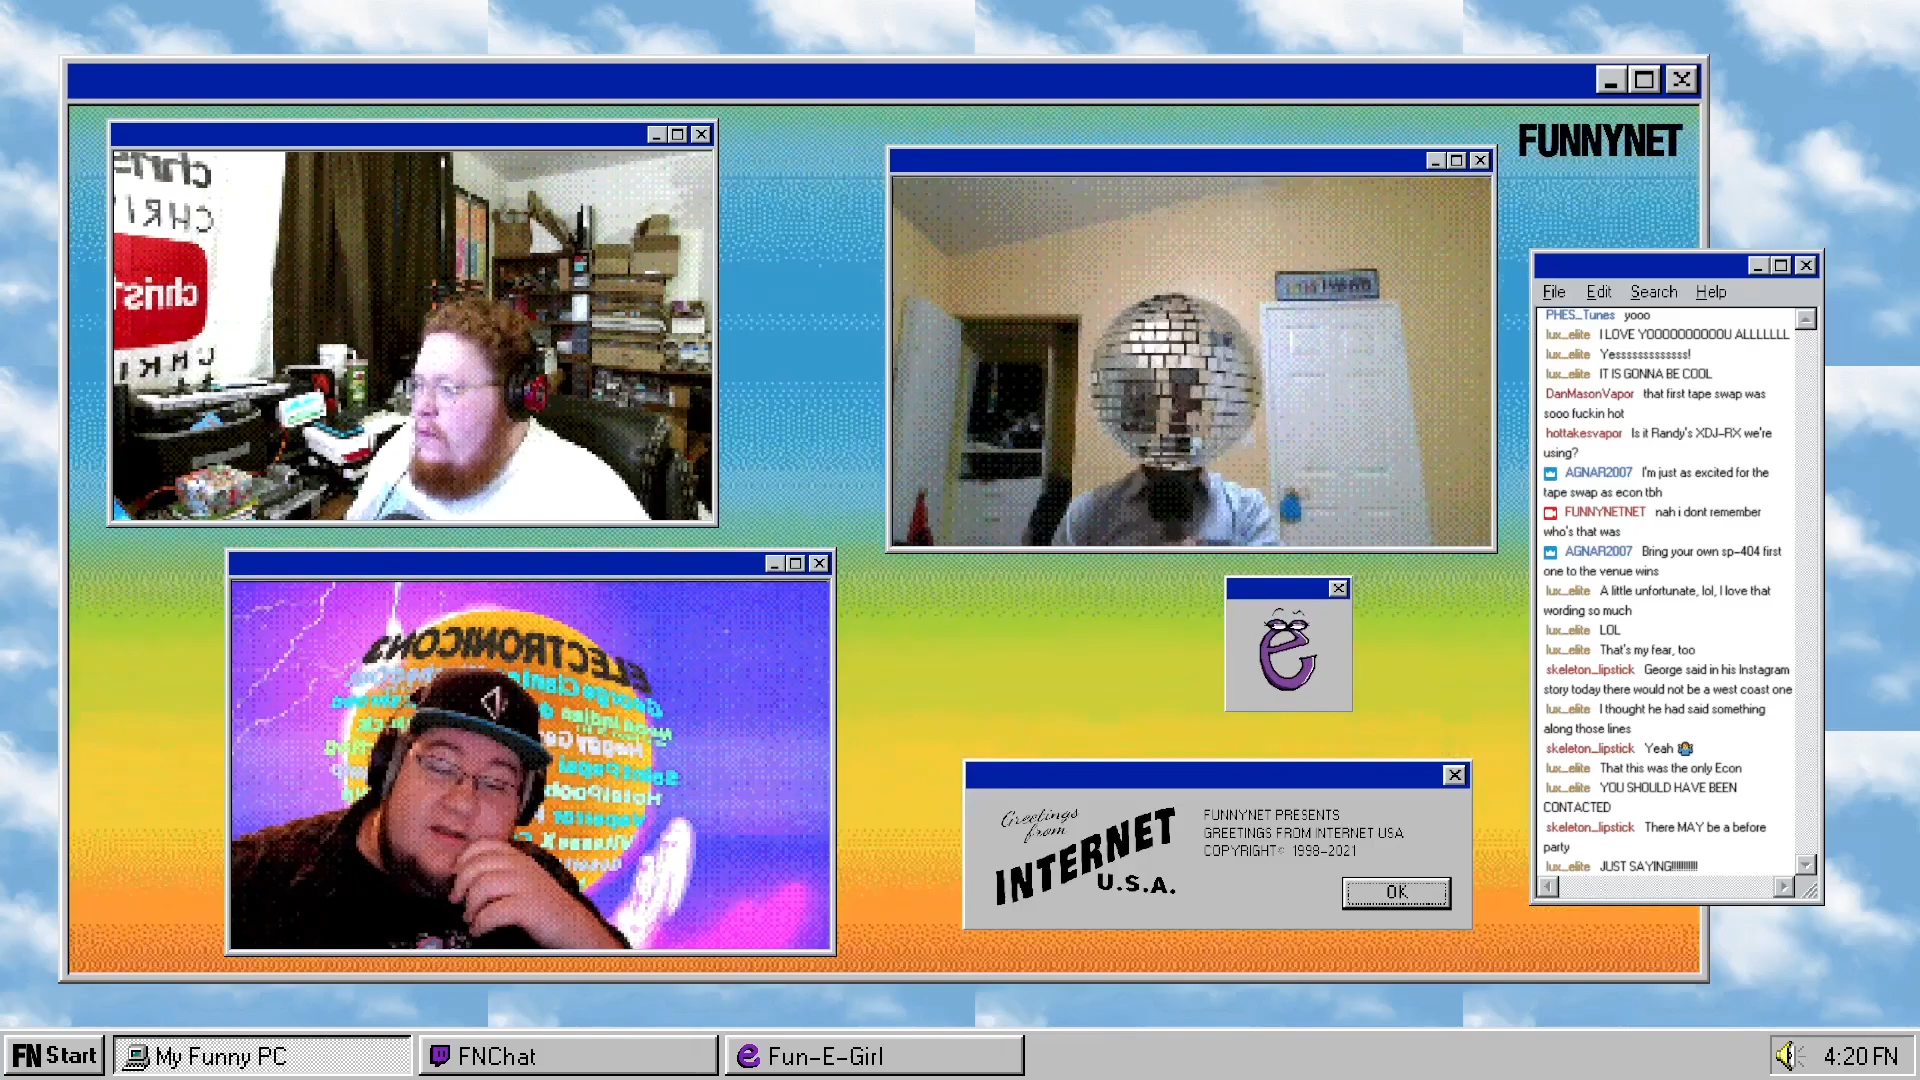 FUNNYNET
chris
CHRI
chris
CHRI
ELECTRONICON3
File Edit Search Help
PHES_Tunes yooo
lux_elite I LOVE YOOOOOOOOOOU ALLLLLLL
lux_elite Yesssssssssssss!
lux_elite IT IS GONNA BE COOL
DanMasonVapor that first tape swap was
sooo fuckin hot
hottakesvapor Is it Randy's XDJ-RX we're
using?
AGNAR2007 I'm just as excited for the
tape swap as econ tbh
FUNNYNETNET nah i dont remember
who's that was
AGNAR2007 Bring your own sp-404 first
one to the venue wins
lux_elite A little unfortunate, lol, I love that
wording so much
lux_elite LOL
lux_elite That's my fear, too
skeleton_lipstick George said in his Instagram
story today there would not be a west coast one
lux_elite I thought he had said something
along those lines
skeleton_lipstick Yeah 🤷
lux_elite That this was the only Econ
lux_elite YOU SHOULD HAVE BEEN
CONTACTED
skeleton_lipstick There MAY be a before
party
lux_elite JUST SAYING!!!!!!!!!!
Greetings
from
INTERNET
U.S.A.
FUNNYNET PRESENTS
GREETINGS FROM INTERNET USA
COPYRIGHT© 1998-2021
OK
FN Start
My Funny PC
FNChat
Fun-E-Girl
4:20 FN